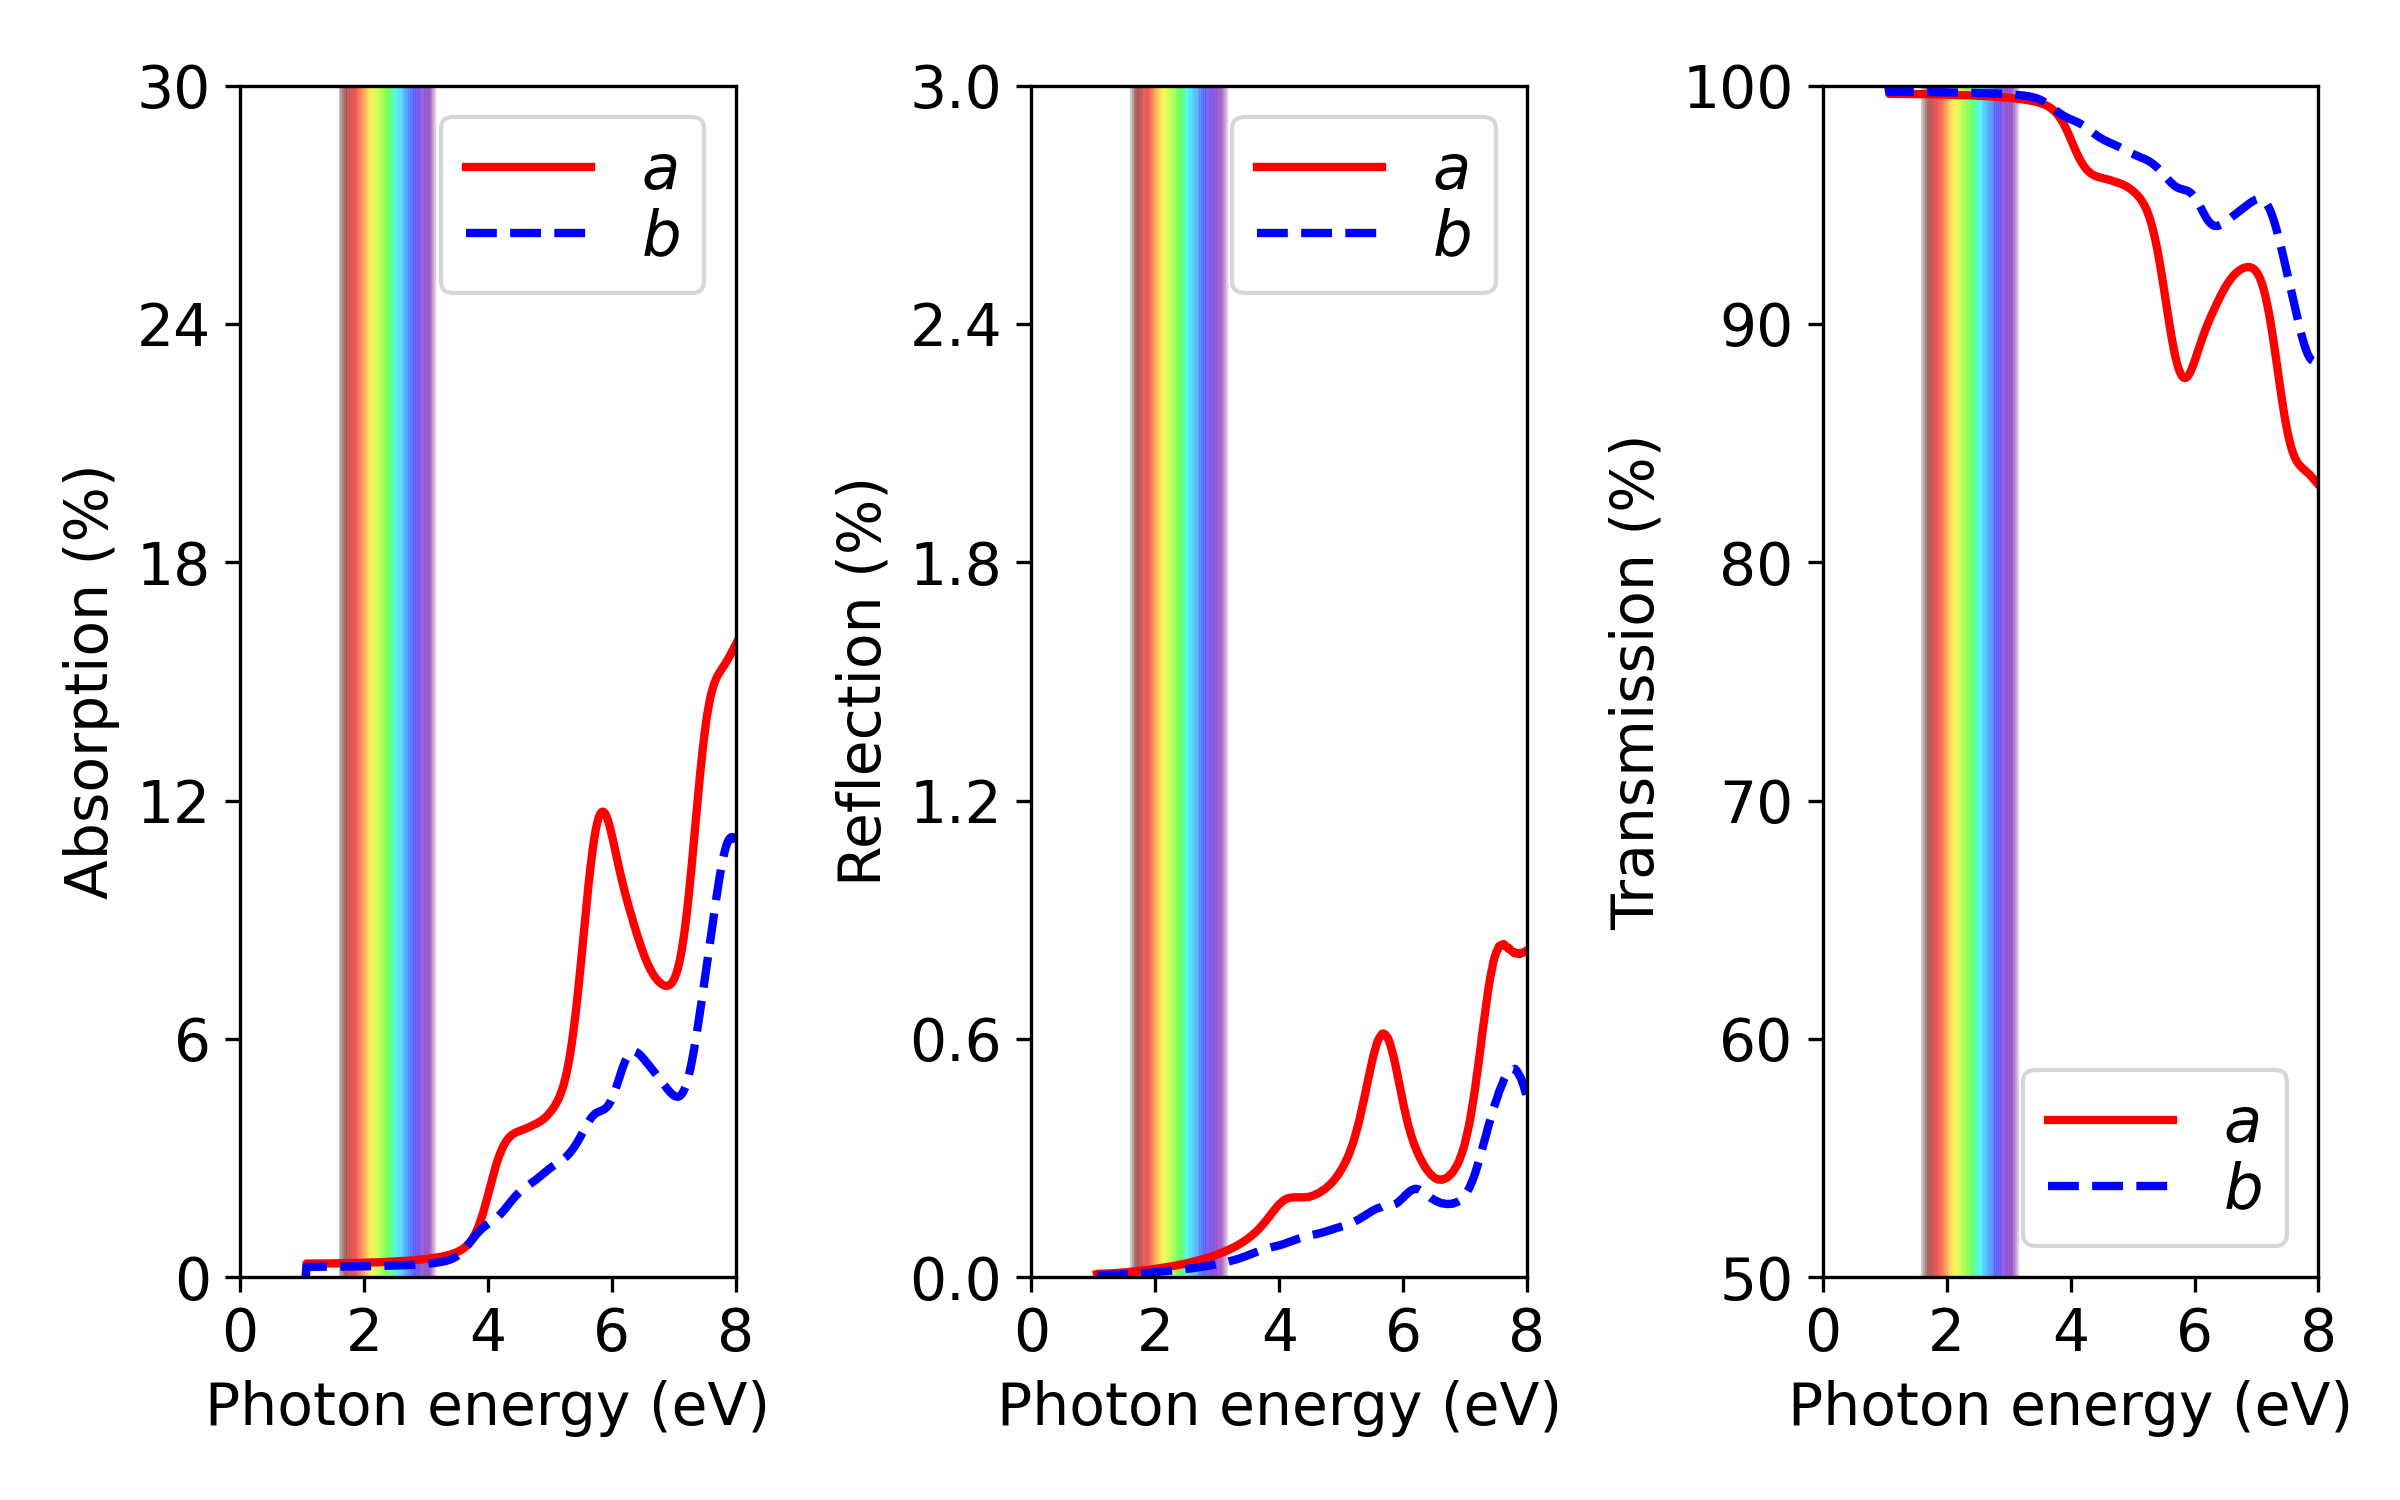 Absorption (%)
30
24
18
12
6
0
0 2 4 6 8
Photon energy (eV)
a
b
Reflection (%)
3.0
2.4
1.8
1.2
0.6
0.0
0 2 4 6 8
Photon energy (eV)
a
b
Transmission (%)
100
90
80
70
60
50
0 2 4 6 8
Photon energy (eV)
a
b